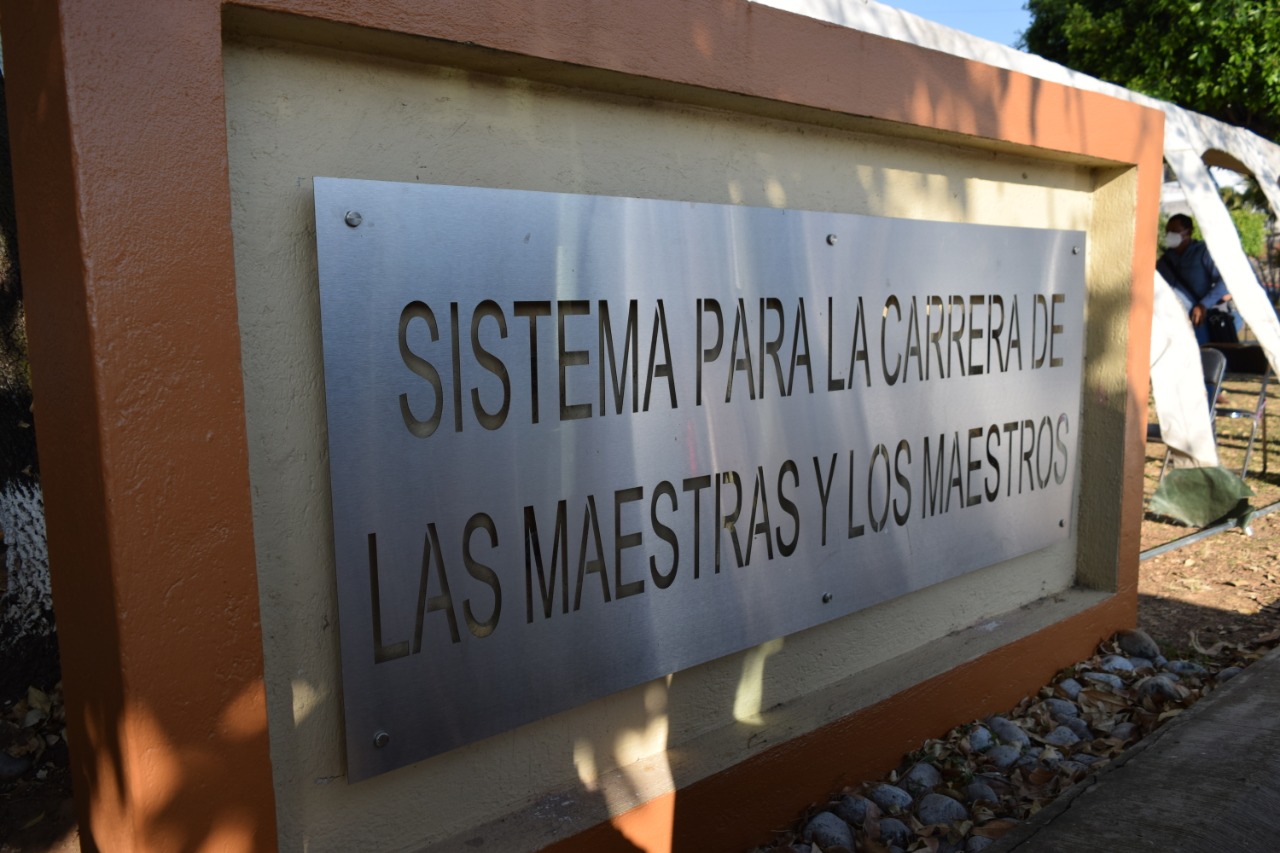 SISTEMA PARA LA CARRERA DE
LAS MAESTRAS Y LOS MAESTROS